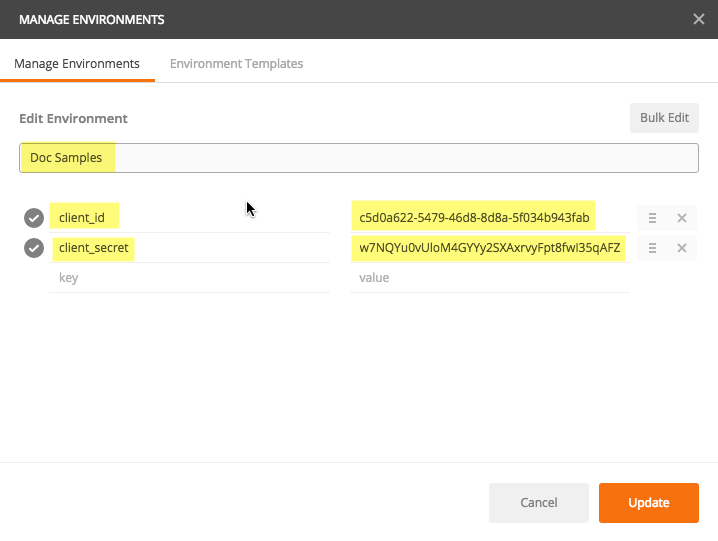 MANAGE ENVIRONMENTS
Manage Environments Environment Templates
Edit Environment Bulk Edit
Doc Samples
client_id c5d0a622-5479-46d8-8d8a-5f034b943fab
client_secret w7NQYu0vUloM4GYYy2SXAxrvyFpt8fwI35qAFZ
key value
Cancel Update